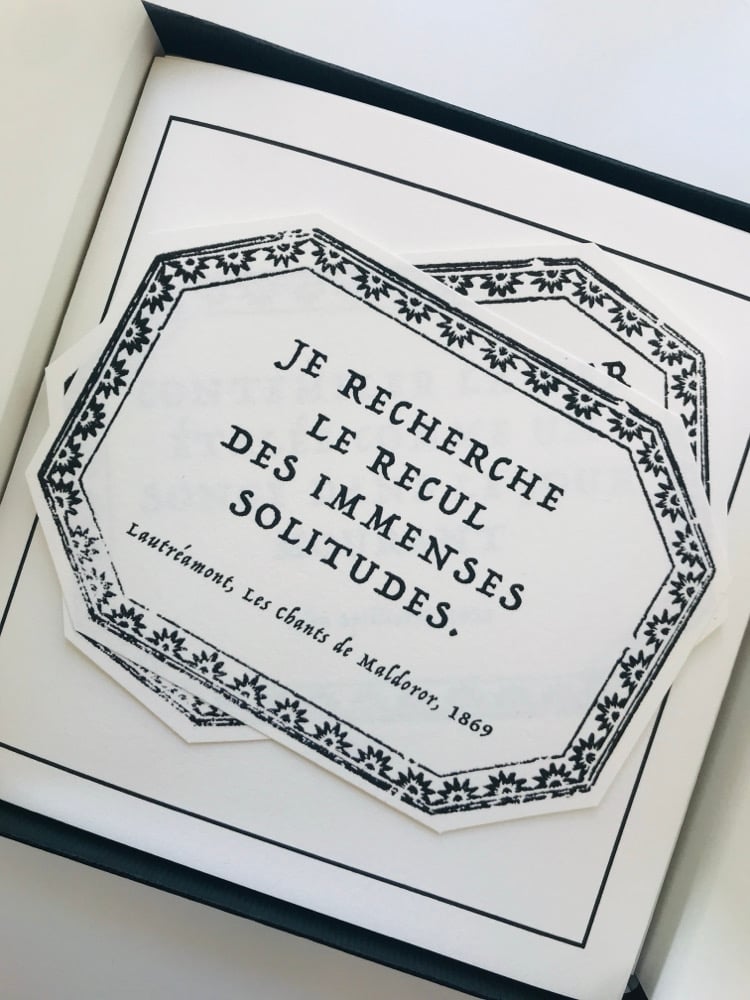 JE RECHERCHE
LE RECUL
DES IMMENSES
SOLITUDES.
Lautréamont, Les Chants de Maldoror, 1869